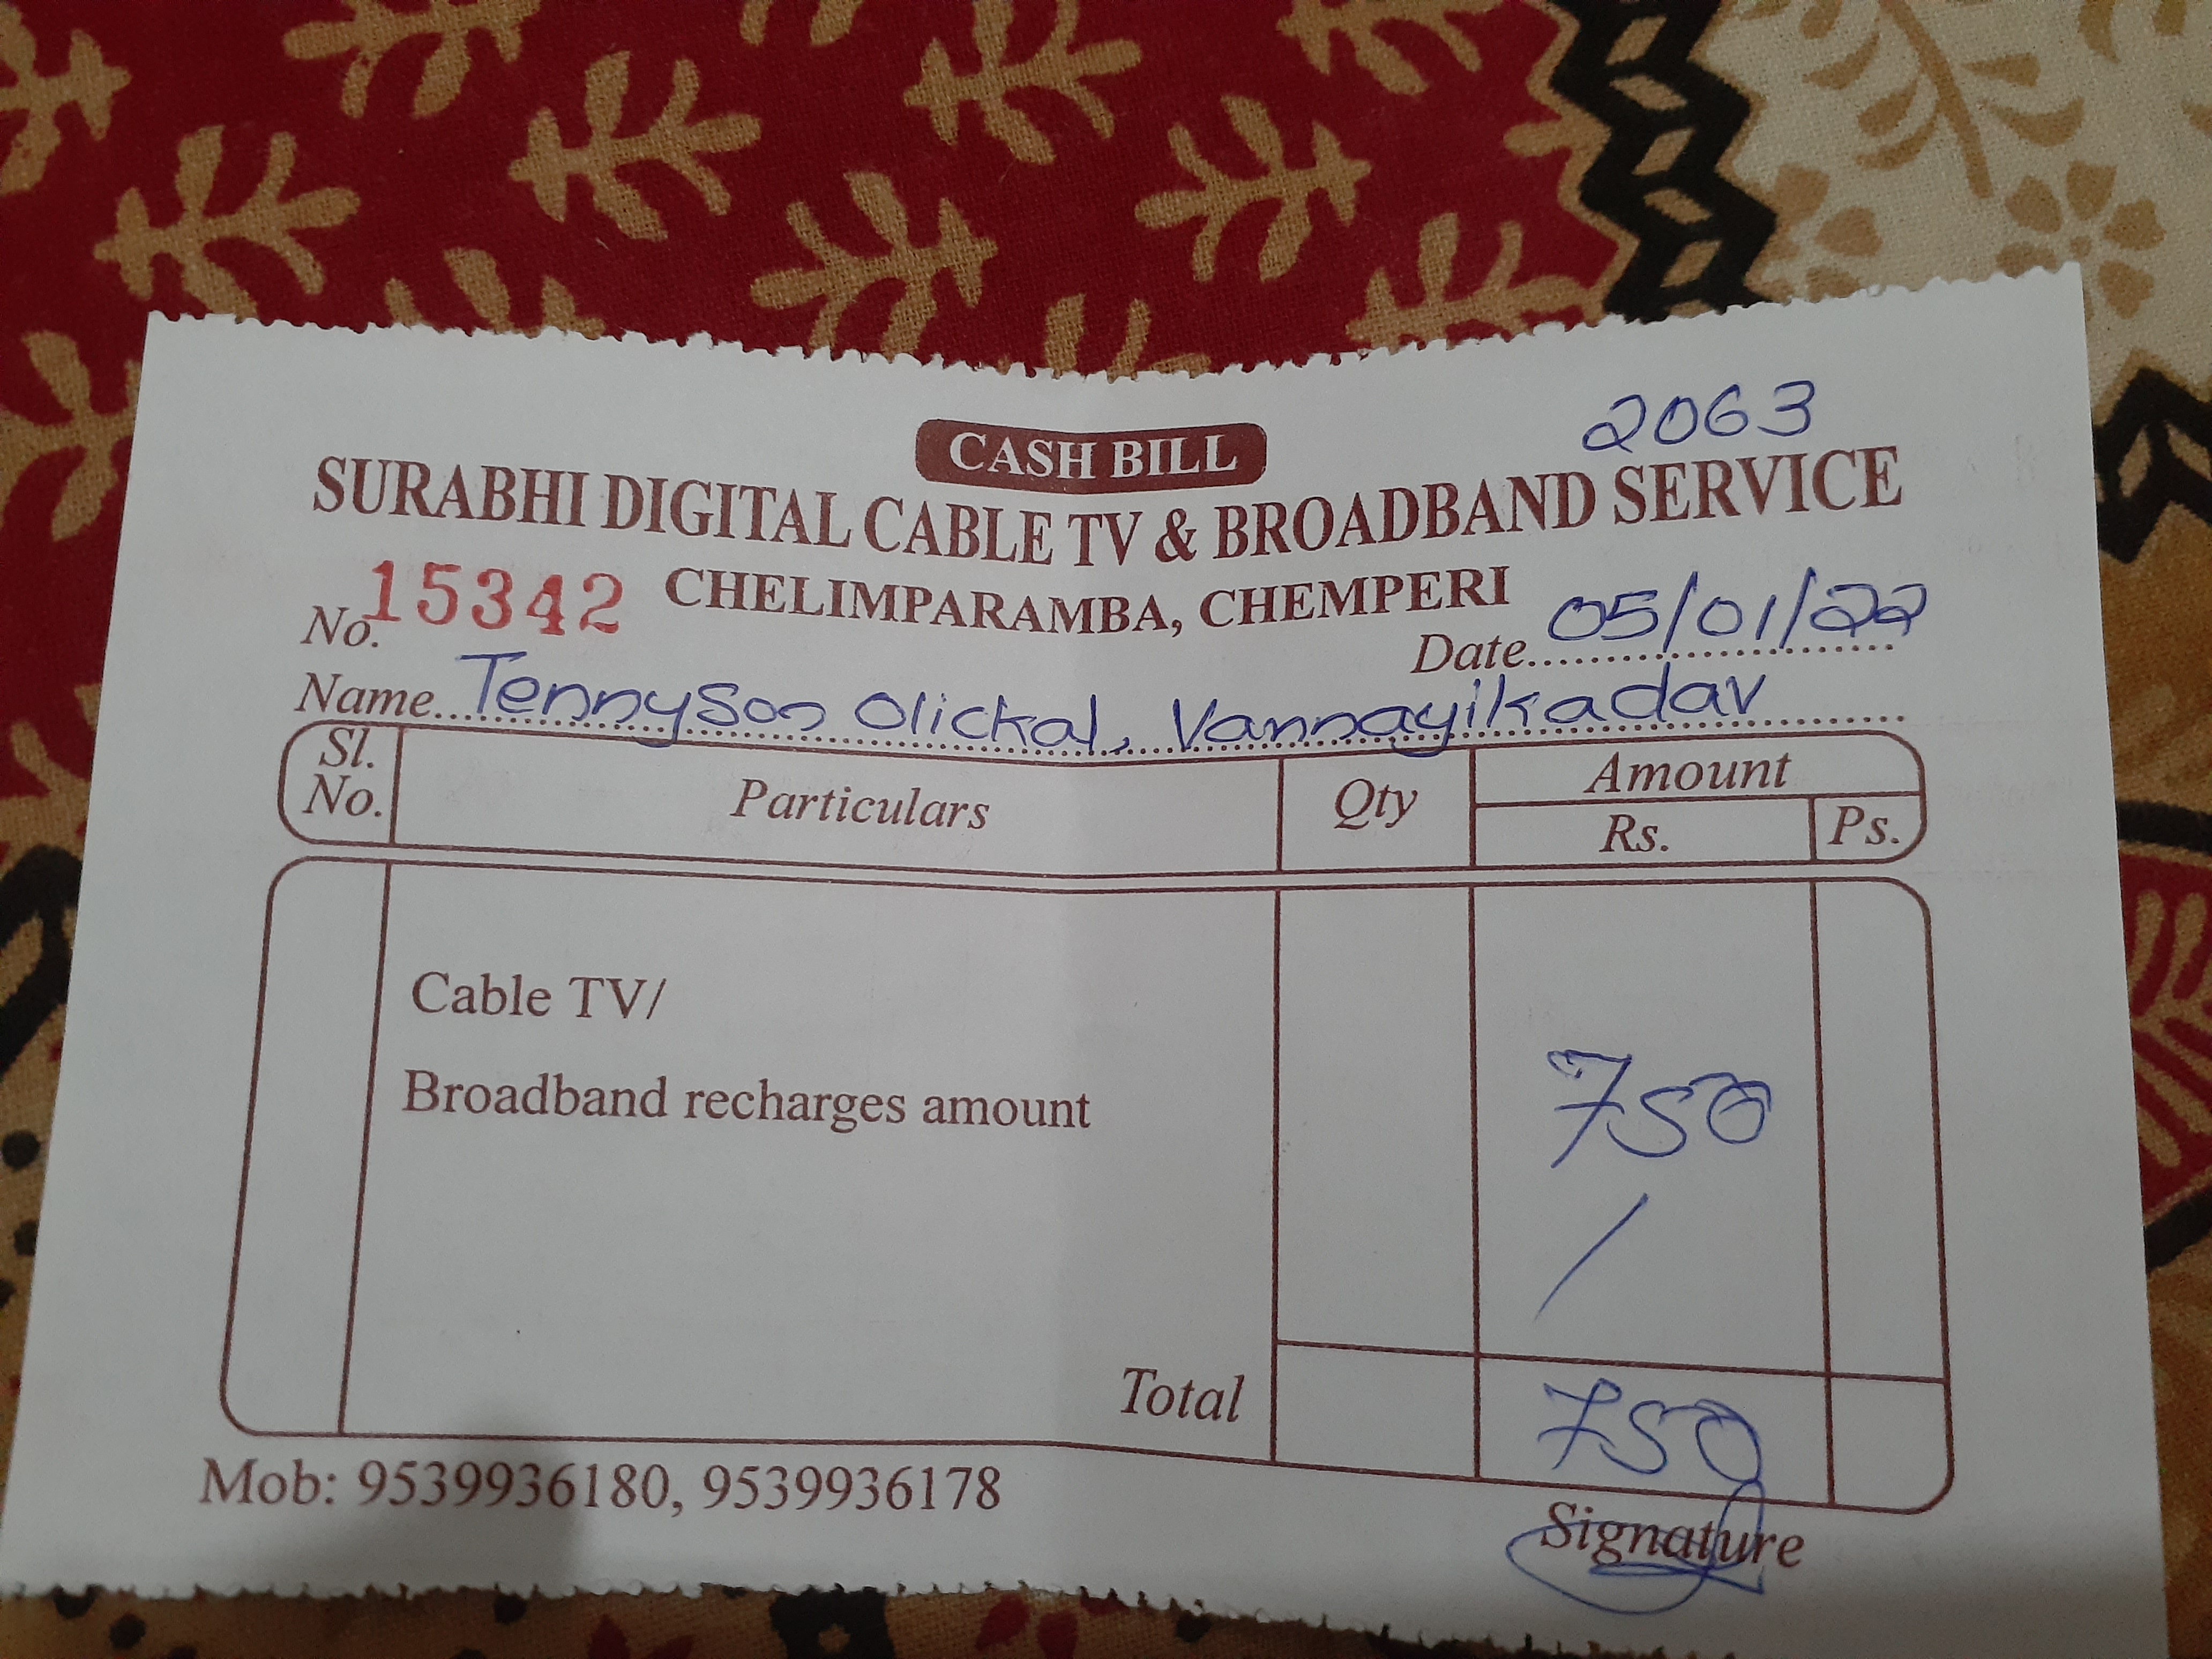 2063
CASH BILL
SURABHI DIGITAL CABLE TV & BROADBAND SERVICE
CHELIMPARAMBA, CHEMPERI
No. 15342 Date 05/01/22
Name Tennyson Olickal, Vannayikadav
Sl. No. Particulars Qty Amount
Rs. Ps.
Cable TV/
Broadband recharges amount 750
/
Total 750
Mob: 9539936180, 9539936178
Signature